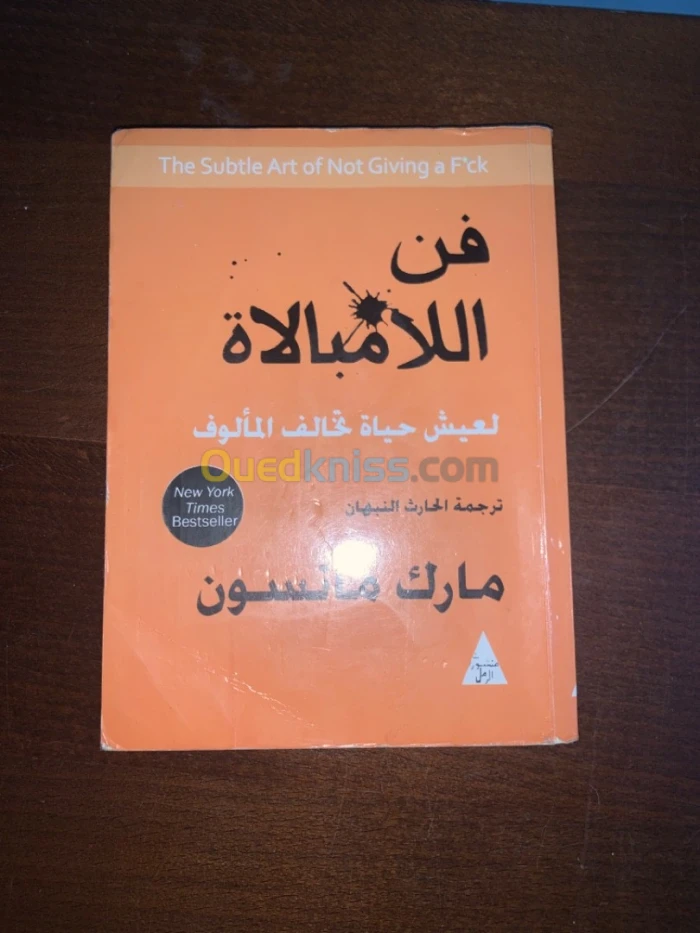 The Subtle Art of Not Giving a F*ck
فن
اللامبالاة
لعيش حياة تخالف المألوف
Ouedkniss.com
New York
Times
Bestseller
ترجمة الحارث النبهان
مارك مانسون